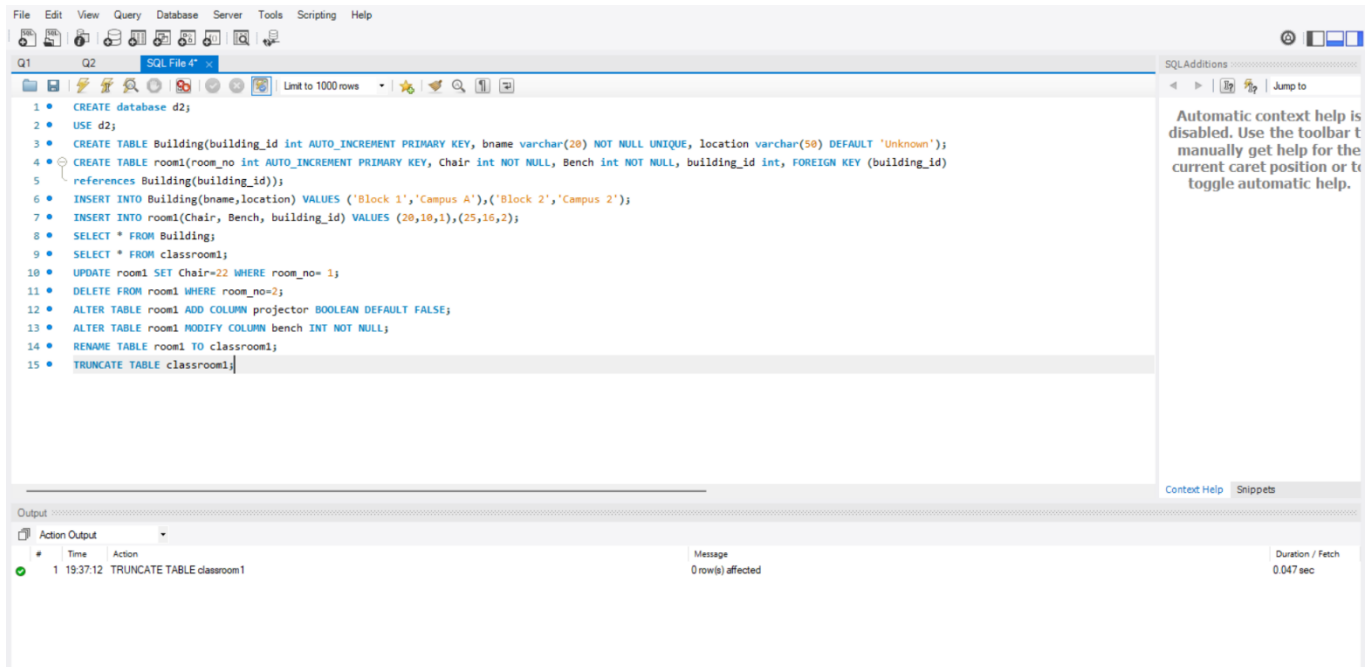 File Edit View Query Database Server Tools Scripting Help
Q1 Q2 SQL File 4* ×
SQLAdditions
Limit to 1000 rows
Jump to
1 CREATE database d2;
2 USE d2;
3 CREATE TABLE Building(building_id int AUTO_INCREMENT PRIMARY KEY, bname varchar(20) NOT NULL UNIQUE, location varchar(50) DEFAULT 'Unknown');
4 CREATE TABLE room1(room_no int AUTO_INCREMENT PRIMARY KEY, Chair int NOT NULL, Bench int NOT NULL, building_id int, FOREIGN KEY (building_id)
5 references Building(building_id));
6 INSERT INTO Building(bname,location) VALUES ('Block 1','Campus A'),('Block 2','Campus 2');
7 INSERT INTO room1(Chair, Bench, building_id) VALUES (20,10,1),(25,16,2);
8 SELECT * FROM Building;
9 SELECT * FROM classroom1;
10 UPDATE room1 SET Chair=22 WHERE room_no= 1;
11 DELETE FROM room1 WHERE room_no=2;
12 ALTER TABLE room1 ADD COLUMN projector BOOLEAN DEFAULT FALSE;
13 ALTER TABLE room1 MODIFY COLUMN bench INT NOT NULL;
14 RENAME TABLE room1 TO classroom1;
15 TRUNCATE TABLE classroom1;
Automatic context help is
disabled. Use the toolbar t
manually get help for the
current caret position or to
toggle automatic help.
Context Help Snippets
Output
Action Output
# Time Action Message Duration / Fetch
1 19:37:12 TRUNCATE TABLE classroom1 0 row(s) affected 0.047 sec